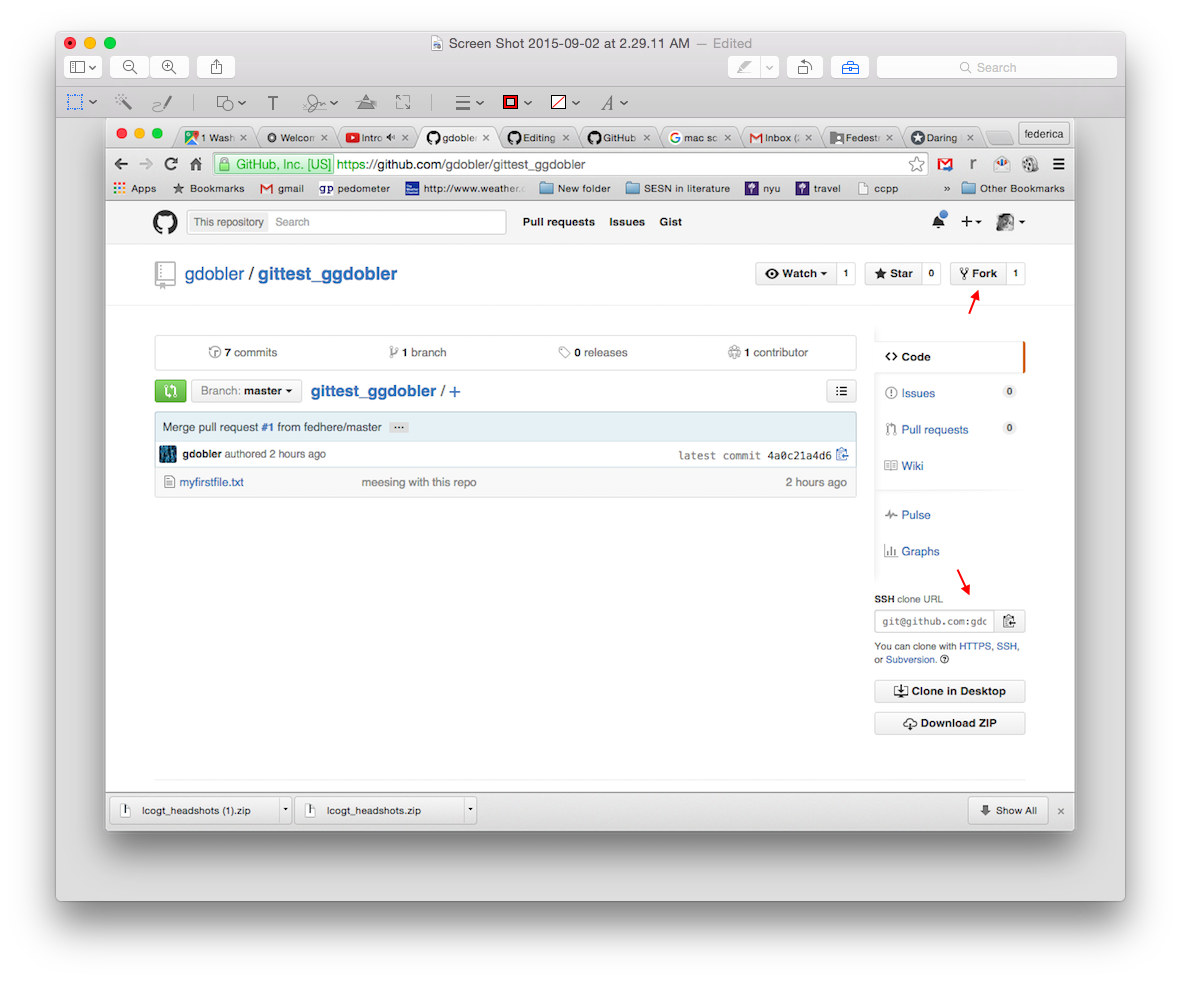 Screen Shot 2015-09-02 at 2.29.11 AM — Edited
Search
T
A
1 Wash
Welcom
Intro
gdobler
Editing
GitHub
mac sc
Inbox (2
Fedestr
Daring
federica
GitHub, Inc. [US] https://github.com/gdobler/gittest_ggdobler
r
Apps Bookmarks gmail gp pedometer http://www.weather.c New folder SESN in literature nyu travel ccpp » Other Bookmarks
This repository Search Pull requests Issues Gist
gdobler / gittest_ggdobler
Watch 1 Star 0 Fork 1
7 commits 1 branch 0 releases 1 contributor
Code
Branch: master gittest_ggdobler / +
Issues 0
Merge pull request #1 from fedhere/master ...
Pull requests 0
gdobler authored 2 hours ago latest commit 4a0c21a4d6
Wiki
myfirstfile.txt meesing with this repo 2 hours ago
Pulse
Graphs
SSH clone URL
git@github.com:gdc
You can clone with HTTPS, SSH,
or Subversion.
Clone in Desktop
Download ZIP
lcogt_headshots (1).zip lcogt_headshots.zip Show All